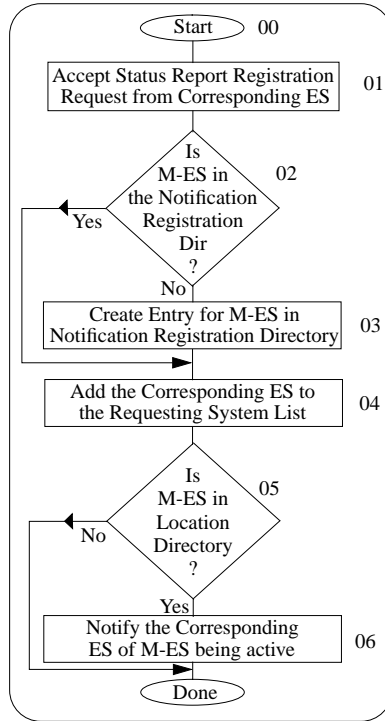 Start
00
Accept Status Report Registration
Request from Corresponding ES
01
Is
M-ES in
the Notification
Registration
Dir
?
02
Yes
No
Create Entry for M-ES in
Notification Registration Directory
03
Add the Corresponding ES to
the Requesting System List
04
Is
M-ES in
Location
Directory
?
05
No
Yes
Notify the Corresponding
ES of M-ES being active
06
Done